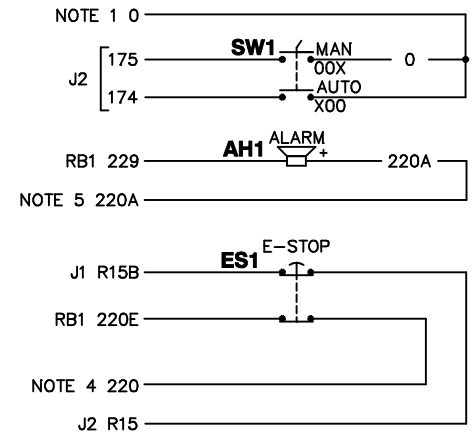 NOTE 1 0
SW1 MAN
175 0
00X
J2
AUTO
174
X00
ALARM
AH1 +
RB1 229 220A
NOTE 5 220A
E-STOP
ES1
J1 R15B
RB1 220E
NOTE 4 220
J2 R15